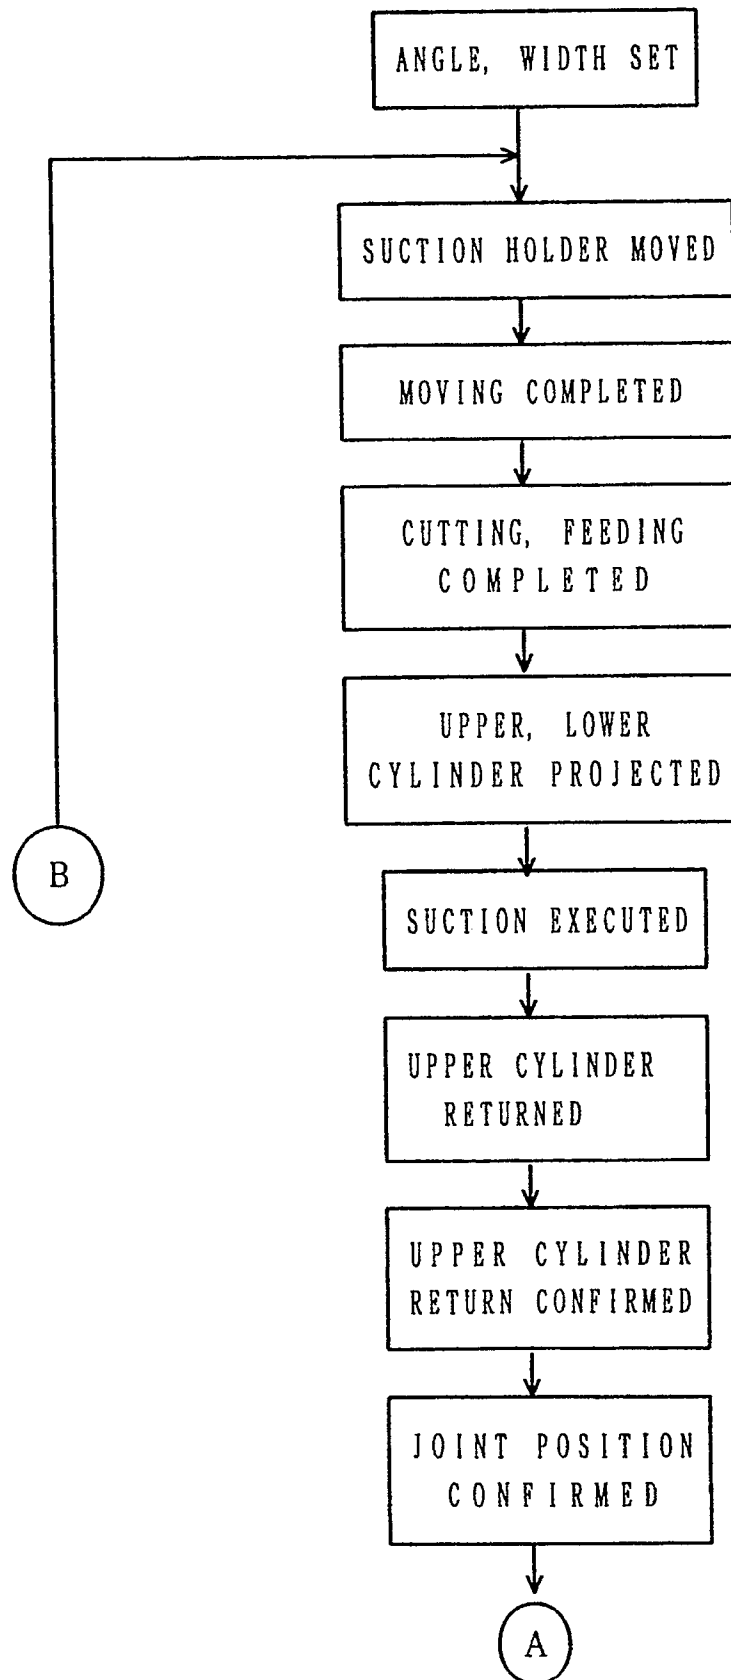 ANGLE, WIDTH SET
SUCTION HOLDER MOVED
MOVING COMPLETED
CUTTING, FEEDING
COMPLETED
UPPER, LOWER
CYLINDER PROJECTED
B
SUCTION EXECUTED
UPPER CYLINDER
RETURNED
UPPER CYLINDER
RETURN CONFIRMED
JOINT POSITION
CONFIRMED
A